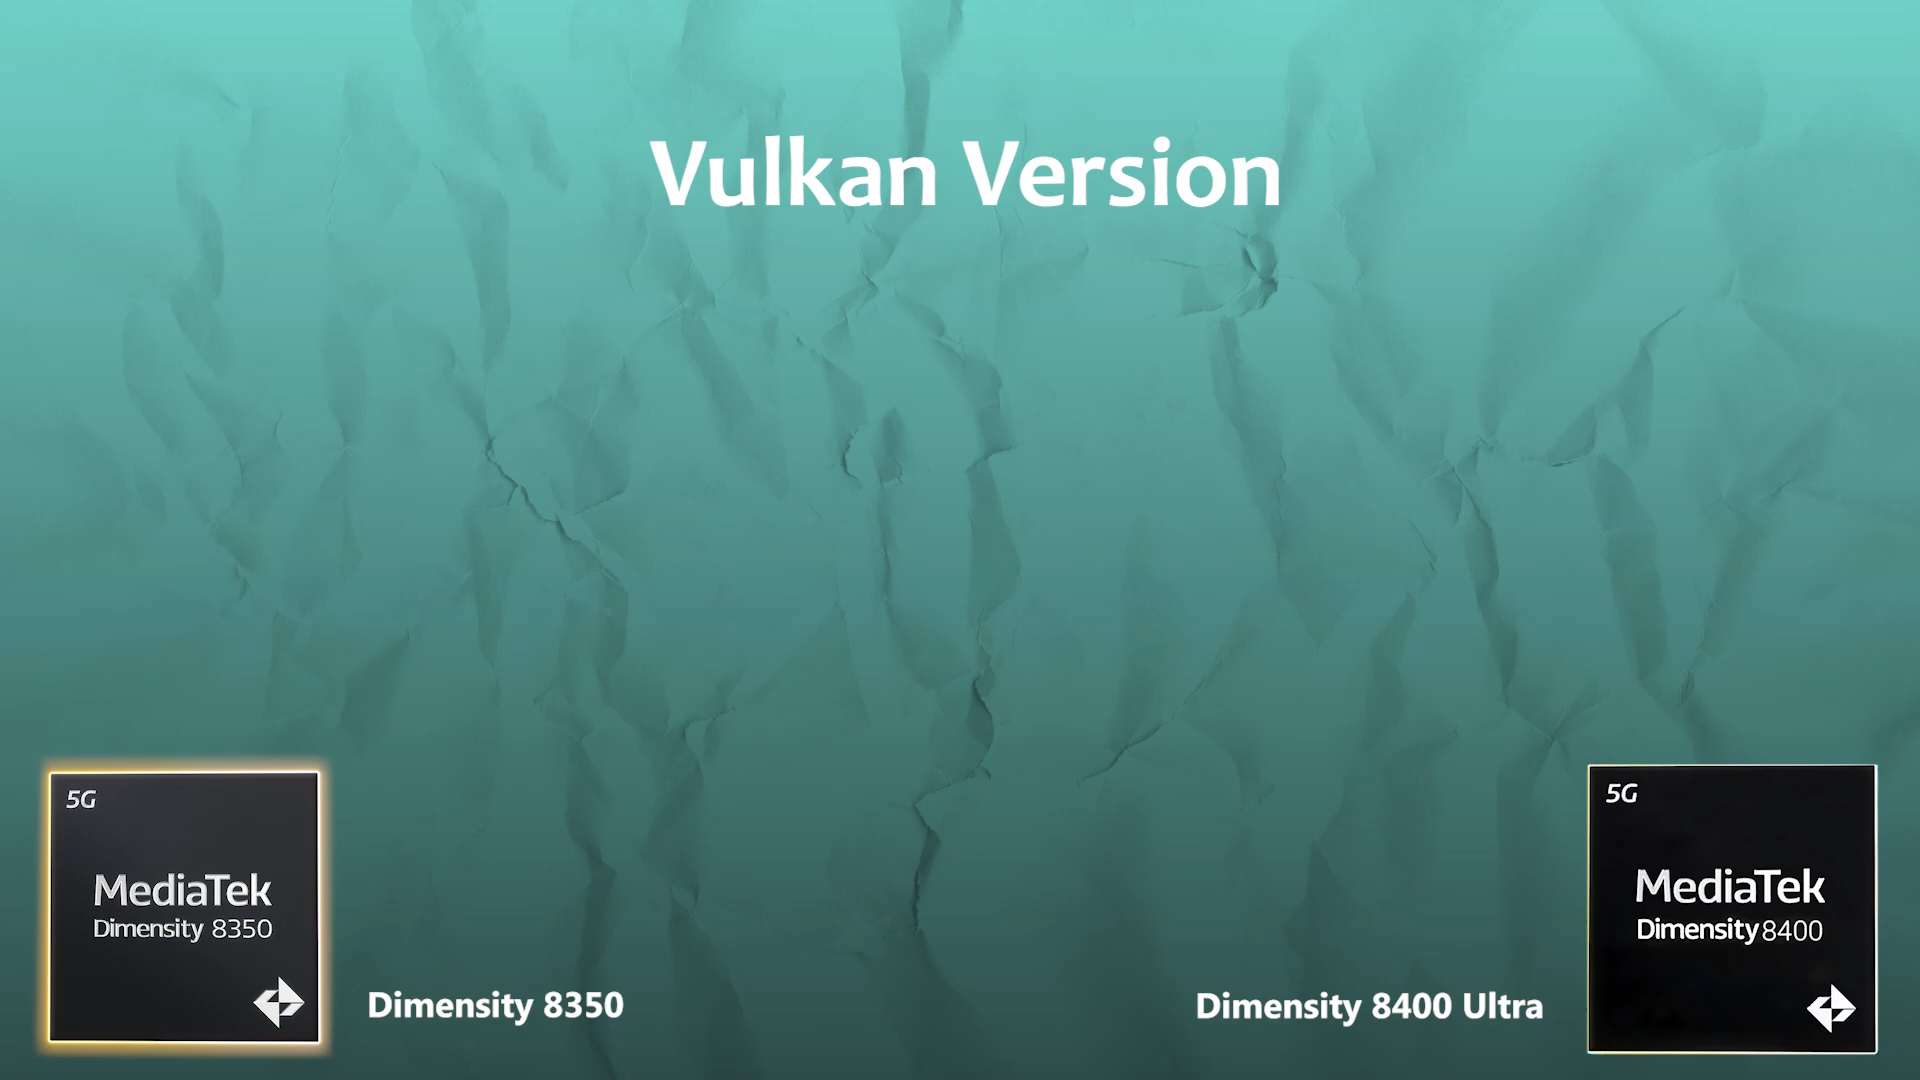 Vulkan Version
5G
MediaTek
Dimensity 8350
Dimensity 8350
Dimensity 8400 Ultra
5G
MediaTek
Dimensity 8400